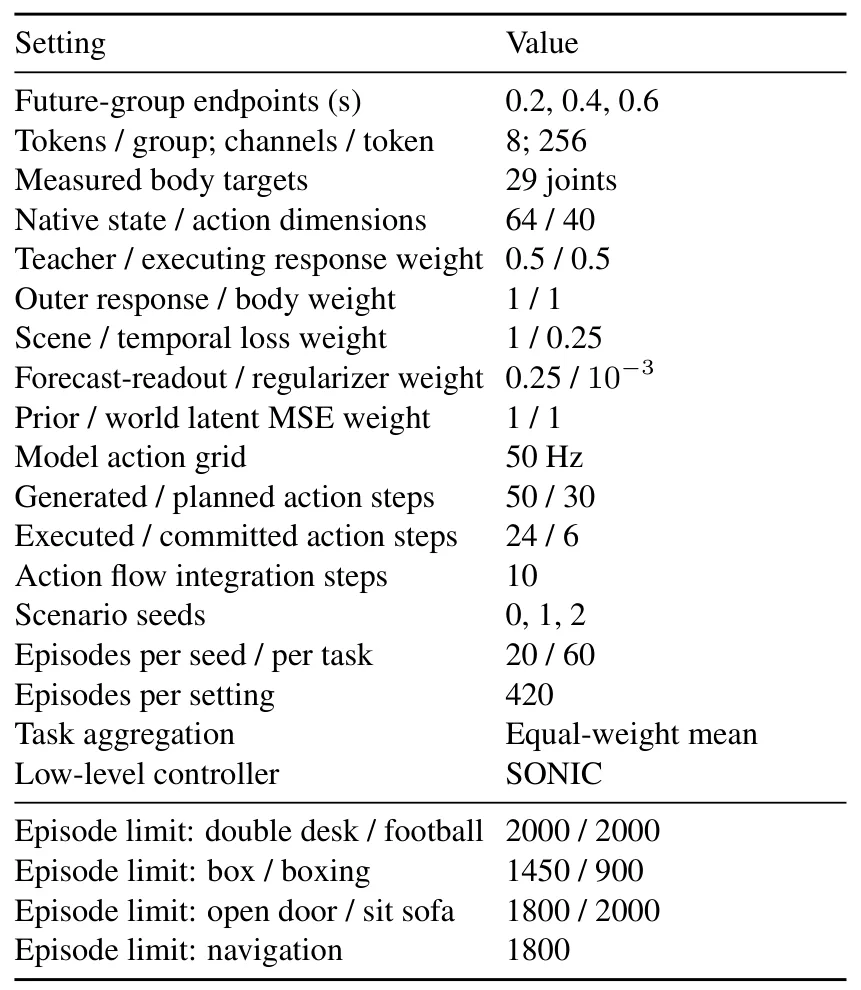 Setting Value
Future-group endpoints (s) 0.2, 0.4, 0.6
Tokens / group; channels / token 8; 256
Measured body targets 29 joints
Native state / action dimensions 64 / 40
Teacher / executing response weight 0.5 / 0.5
Outer response / body weight 1 / 1
Scene / temporal loss weight 1 / 0.25
Forecast-readout / regularizer weight 0.25 / 10⁻³
Prior / world latent MSE weight 1 / 1
Model action grid 50 Hz
Generated / planned action steps 50 / 30
Executed / committed action steps 24 / 6
Action flow integration steps 10
Scenario seeds 0, 1, 2
Episodes per seed / per task 20 / 60
Episodes per setting 420
Task aggregation Equal-weight mean
Low-level controller SONIC
Episode limit: double desk / football 2000 / 2000
Episode limit: box / boxing 1450 / 900
Episode limit: open door / sit sofa 1800 / 2000
Episode limit: navigation 1800